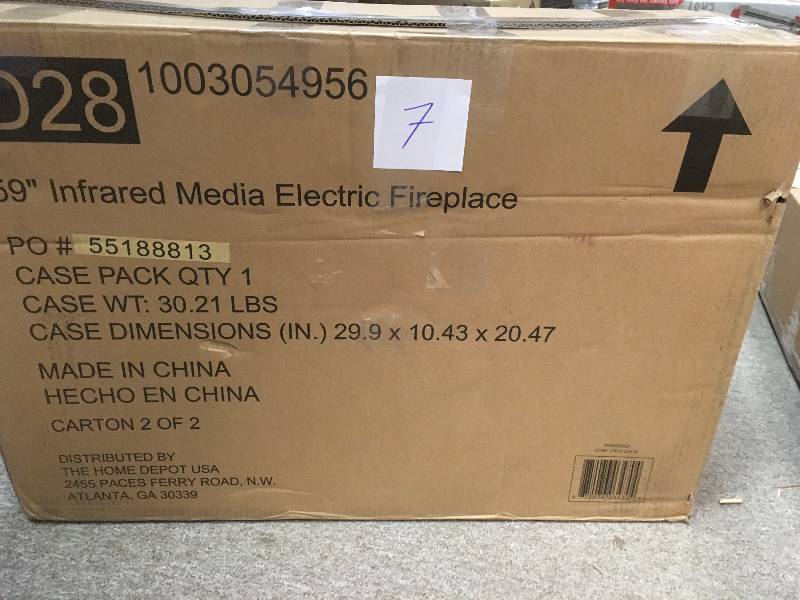 D28 1003054956
7
59" Infrared Media Electric Fireplace
PO # 55188813
CASE PACK QTY 1
CASE WT: 30.21 LBS
CASE DIMENSIONS (IN.) 29.9 x 10.43 x 20.47
MADE IN CHINA
HECHO EN CHINA
CARTON 2 OF 2
DISTRIBUTED BY
THE HOME DEPOT USA
2455 PACES FERRY ROAD, N.W.
ATLANTA, GA 30339